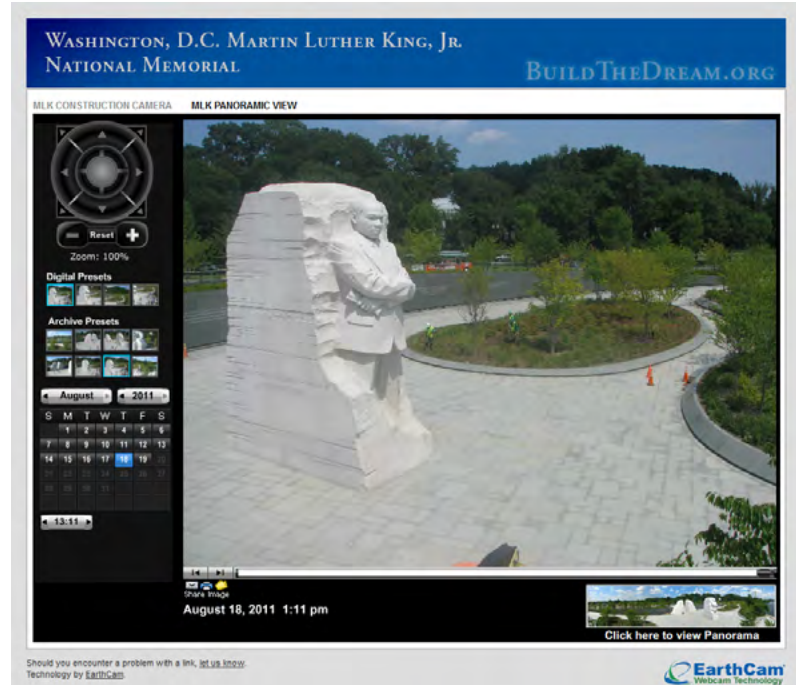 WASHINGTON, D.C. MARTIN LUTHER KING, JR.
NATIONAL MEMORIAL
BUILDTHEDREAM.ORG
MLK CONSTRUCTION CAMERA MLK PANORAMIC VIEW
Reset
Zoom: 100%
Digital Presets
Archive Presets
August 2011
S M T W T F S
1 2 3 4 5 6
7 8 9 10 11 12 13
14 15 16 17 18 19
13:11
Share Image
August 18, 2011 1:11 pm
Click here to view Panorama
Should you encounter a problem with a link, let us know.
Technology by EarthCam.
EarthCam
Webcam Technology